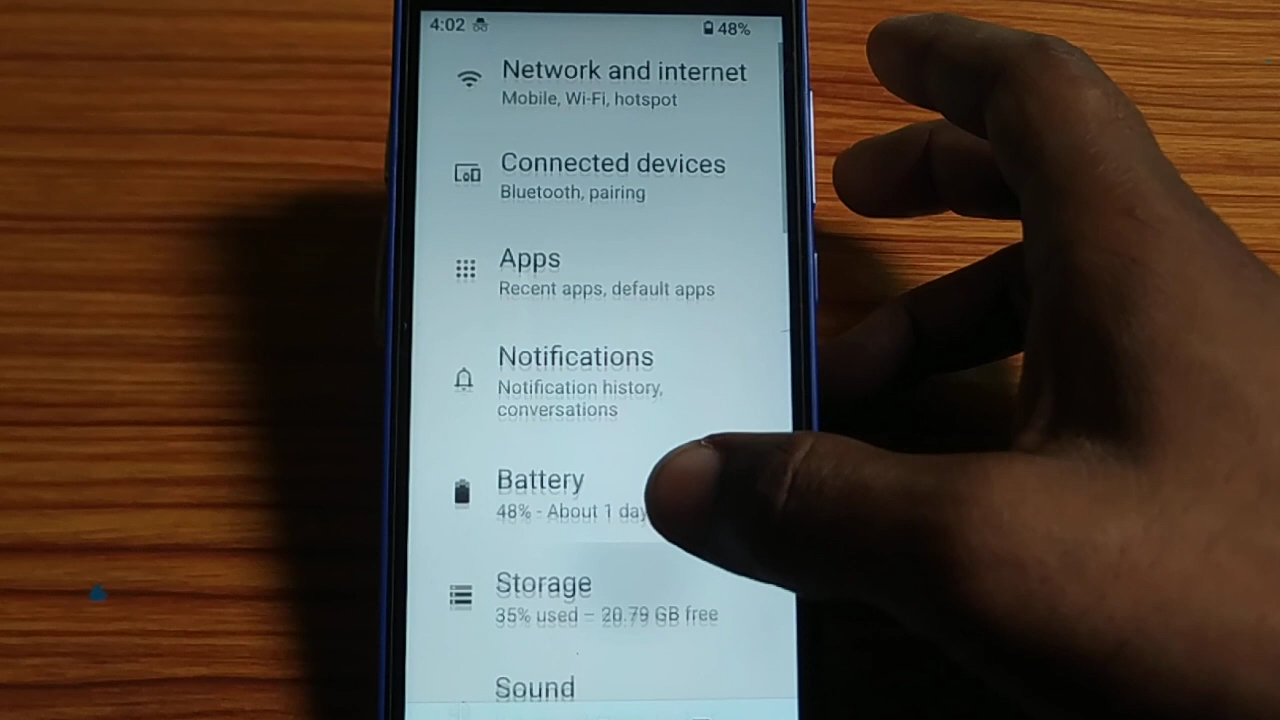 4:02
48%
Network and internet
Mobile, Wi-Fi, hotspot
Connected devices
Bluetooth, pairing
Apps
Recent apps, default apps
Notifications
Notification history,
conversations
Battery
48% - About 1 day
Storage
35% used – 20.79 GB free
Sound